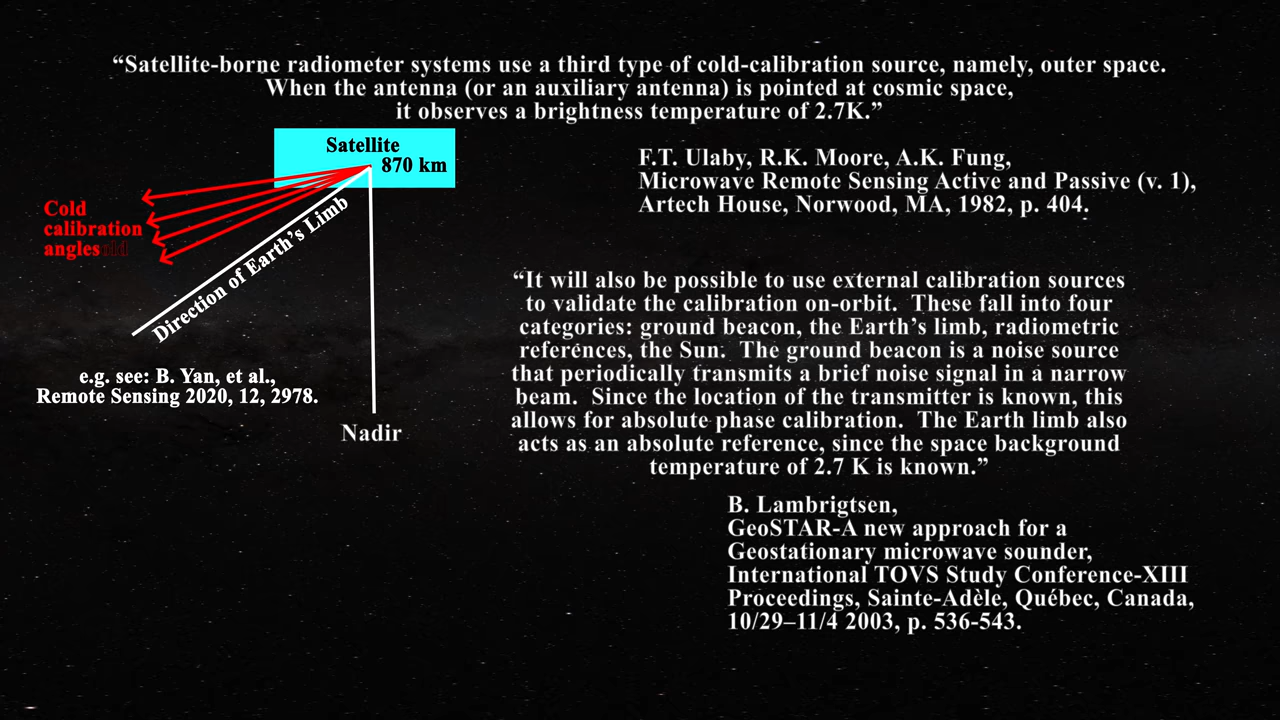 “Satellite-borne radiometer systems use a third type of cold-calibration source, namely, outer space.
When the antenna (or an auxiliary antenna) is pointed at cosmic space,
it observes a brightness temperature of 2.7K.”
Satellite
870 km
F.T. Ulaby, R.K. Moore, A.K. Fung,
Microwave Remote Sensing Active and Passive (v. 1),
Artech House, Norwood, MA, 1982, p. 404.
Cold
calibration
angles
Direction of Earth’s Limb
e.g. see: B. Yan, et al.,
Remote Sensing 2020, 12, 2978.
Nadir
“It will also be possible to use external calibration sources
to validate the calibration on-orbit. These fall into four
categories: ground beacon, the Earth’s limb, radiometric
references, the Sun. The ground beacon is a noise source
that periodically transmits a brief noise signal in a narrow
beam. Since the location of the transmitter is known, this
allows for absolute phase calibration. The Earth limb also
acts as an absolute reference, since the space background
temperature of 2.7 K is known.”
B. Lambrigtsen,
GeoSTAR-A new approach for a
Geostationary microwave sounder,
International TOVS Study Conference-XIII
Proceedings, Sainte-Adèle, Québec, Canada,
10/29–11/4 2003, p. 536-543.